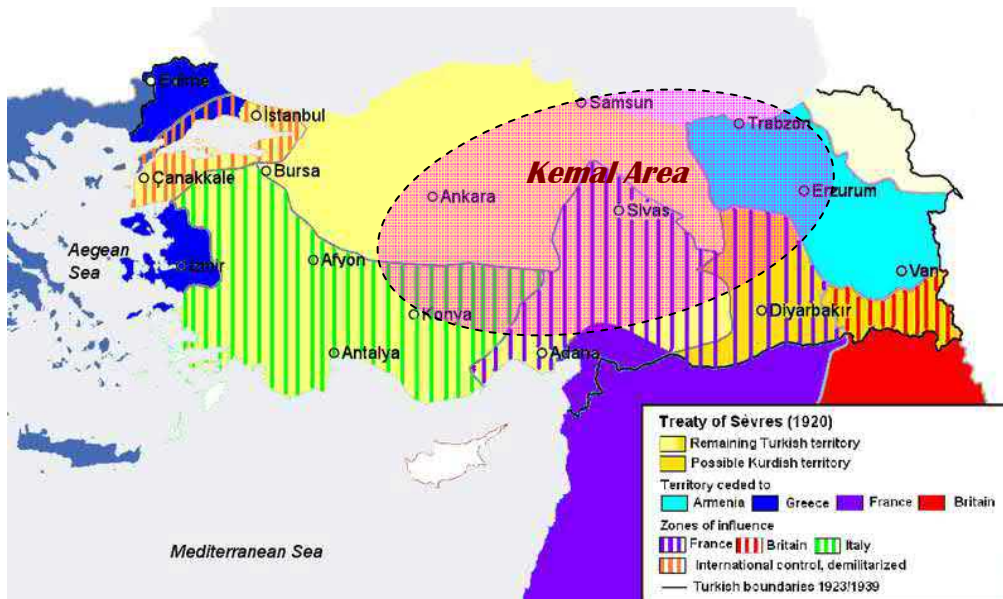 Edirne
İstanbul
Samsun
Trabzon
Çanakkale
Bursa
Kemal Area
Ankara
Sivas
Erzurum
Aegean
Sea
Izmir
Afyon
Van
Konya
Diyarbakır
Antalya
Adana
Mediterranean Sea
Treaty of Sèvres (1920)
Remaining Turkish territory
Possible Kurdish territory
Territory ceded to
Armenia Greece France Britain
Zones of influence
France Britain Italy
International control, demilitarized
Turkish boundaries 1923/1939